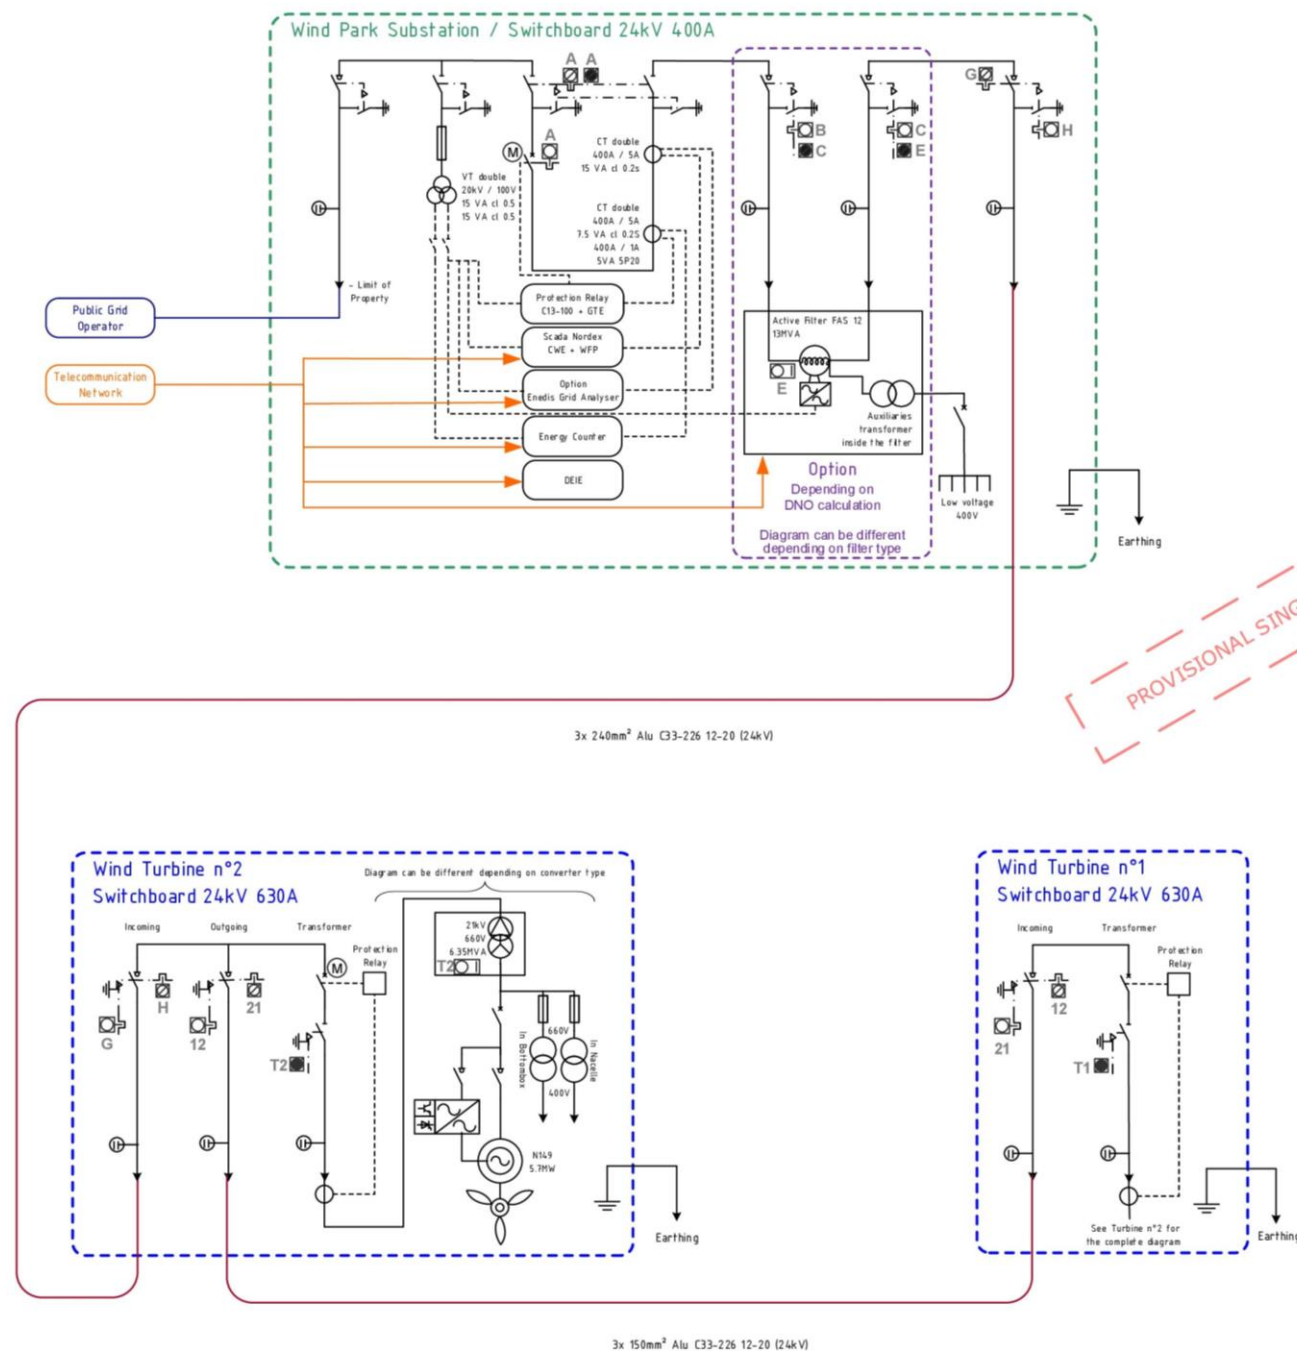 Wind Park Substation / Switchboard 24kV 400A
A A
G
B
C
C
E
H
M
A
CT double
400A / 5A
15 VA cl 0.2s
VT double
20kV / 100V
15 VA cl 0.5
15 VA cl 0.5
CT double
400A / 5A
7.5 VA cl 0.2S
400A / 1A
5VA 5P20
- Limit of
Property
Public Grid
Operator
Telecommunication
Network
Protection Relay
C13-100 + GTE
Scada Nordex
CWE + WFP
Option
Enedis Grid Analyser
Energy Counter
DEIE
Active Filter FAS 12
13MVA
E
Auxiliaries
transformer
inside the filter
Option
Depending on
DNO calculation
Diagram can be different
depending on filter type
Low voltage
400V
Earthing
PROVISIONAL SING
3x 240mm² Alu C33-226 12-20 (24kV)
Wind Turbine n°2
Switchboard 24kV 630A
Diagram can be different depending on converter type
Incoming
Outgoing
Transformer
Protection
Relay
M
H
G
21
12
T2
21kV
660V
6.35MVA
T2
660V
400V
In Bottombox
In Nacelle
N149
5.7MW
Earthing
Wind Turbine n°1
Switchboard 24kV 630A
Incoming
Transformer
Protection
Relay
12
21
T1
See Turbine n°2 for
the complete diagram
Earthing
3x 150mm² Alu C33-226 12-20 (24kV)